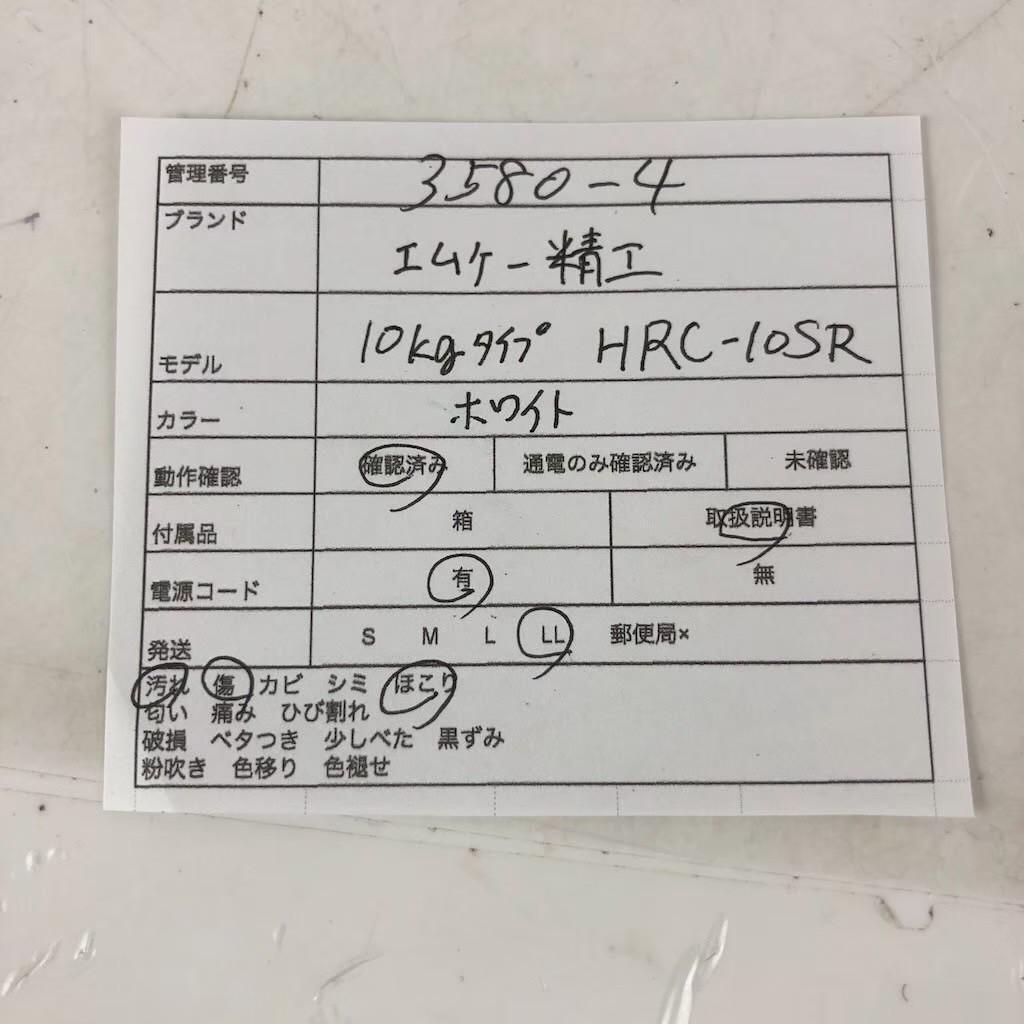 管理番号 3580-4
ブランド エムケー精工
モデル 10kgタイプ HRC-10SR
カラー ホワイト
動作確認 確認済み 通電のみ確認済み 未確認
付属品 箱 取扱説明書
電源コード 有 無
発送 S M L LL 郵便局×
汚れ 傷 カビ シミ ほこり
匂い 痛み ひび割れ
破損 ベタつき 少しべた 黒ずみ
粉吹き 色移り 色褪せ